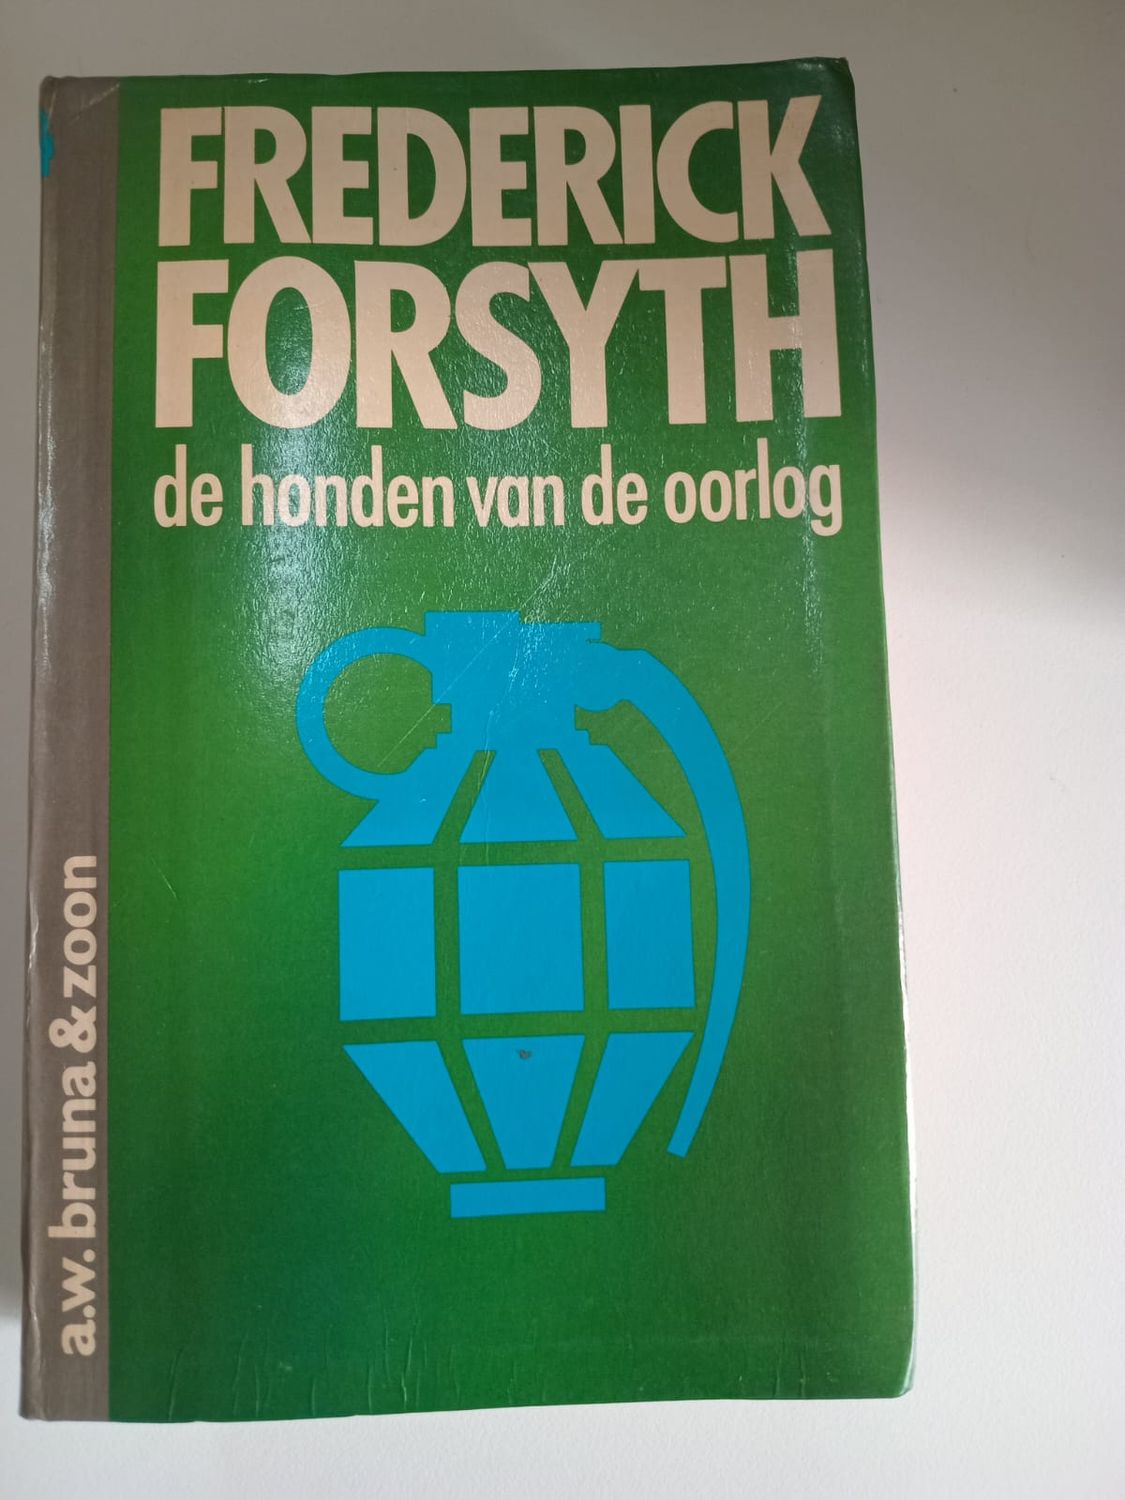 FREDERICK
FORSYTH
de honden van de oorlog
a.w. bruna & zoon